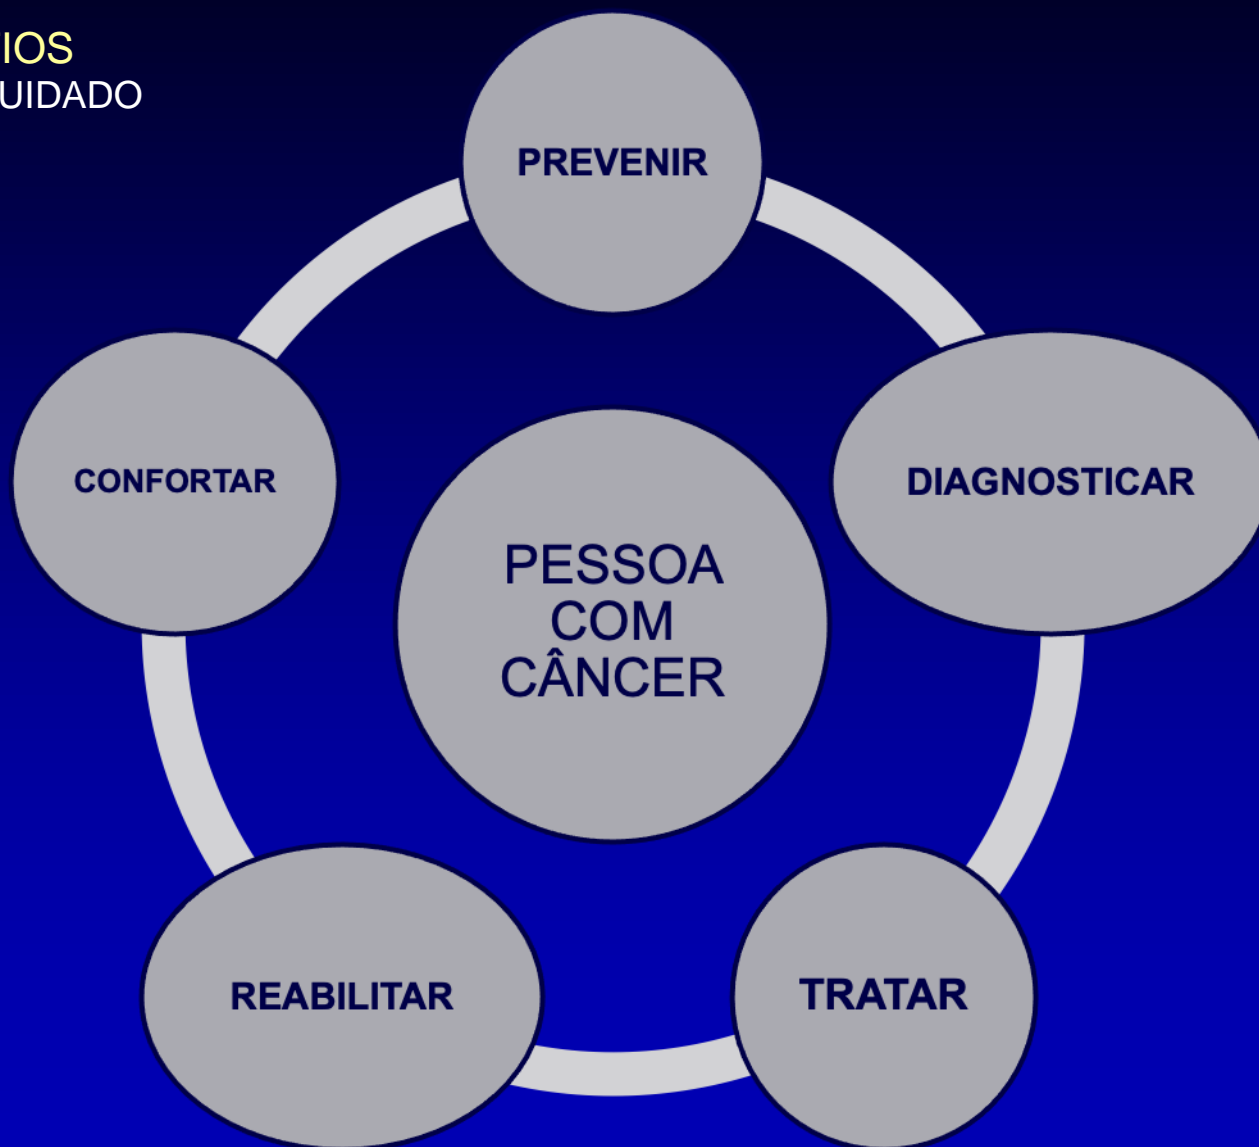 IOS
UIDADO
PREVENIR
CONFORTAR
DIAGNOSTICAR
PESSOA
COM
CÂNCER
REABILITAR
TRATAR